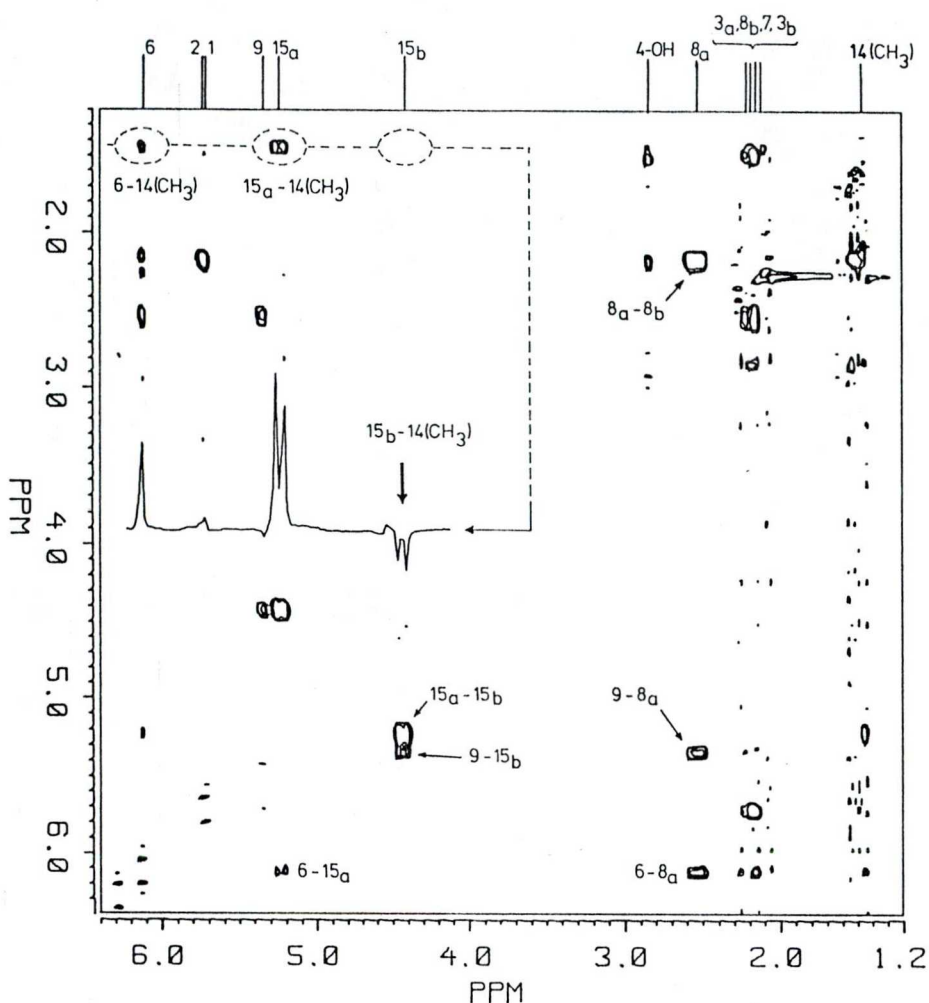 3a,8b,7,3b
6 2,1 9 15a 15b 4-OH 8a 14(CH3)
6-14(CH3) 15a-14(CH3)
2.0
8a-8b
3.0
15b-14(CH3)
PPM
4.0
5.0
15a-15b 9-8a
9-15b
6.0
6-15a 6-8a
6.0 5.0 4.0 3.0 2.0 1.2
PPM